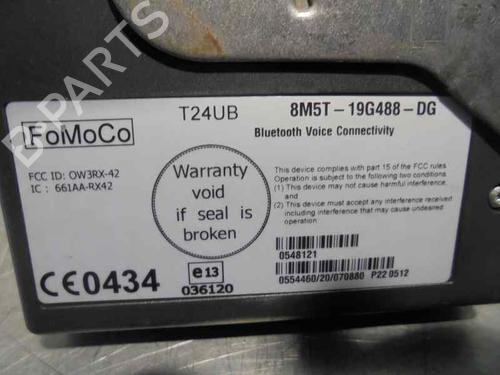 T24UB
8M5T-19G488-DG
FoMoCo
Bluetooth Voice Connectivity
FCC ID: OW3RX-42
IC : 661AA-RX42
Warranty
void
if seal is
broken
This device complies with part 15 of the FCC rules
Operation is subject to the following two conditions
(1) This device may not cause harmful interference,
and
(2) This device must accept any interference
received, including interference that may cause undesired
operation
0548121
CE0434
e13
036120
0554460/20/070880 P22 0512
B-PARTS